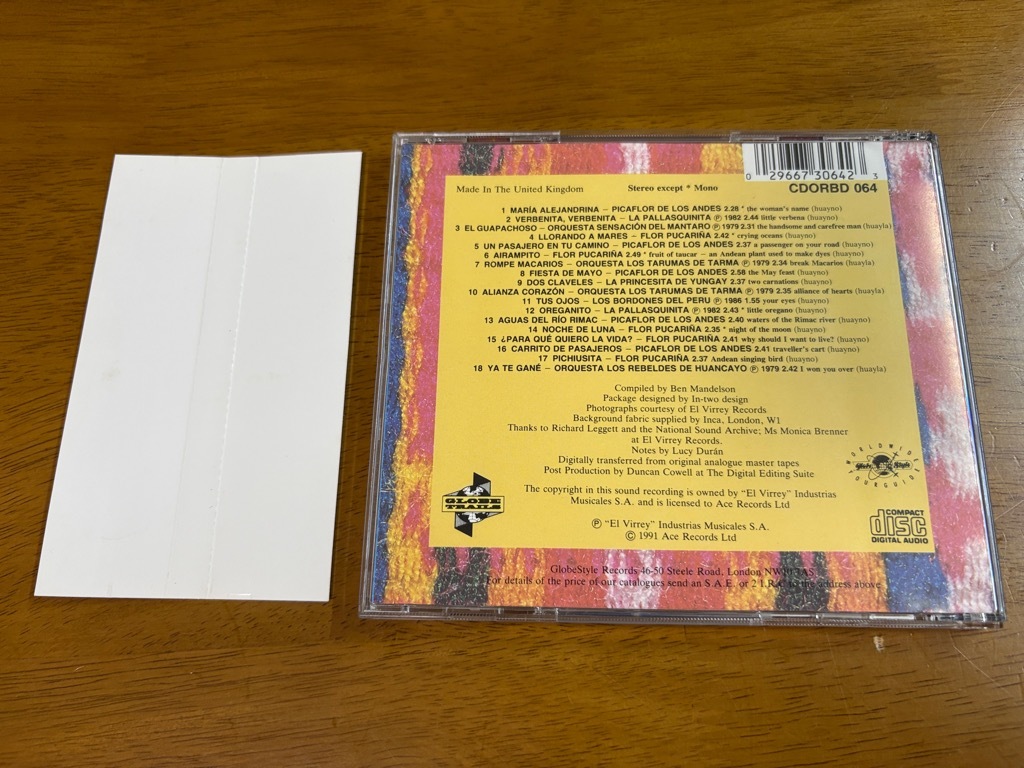 0 29667 30642 3
CDORBD 064
Made In The United Kingdom Stereo except * Mono
1 MARÍA ALEJANDRINA – PICAFLOR DE LOS ANDES 2.28 * the woman's name (huayno)
2 VERBENITA, VERBENITA – LA PALLASQUINITA Ⓟ 1982 2.44 little verbena (huayno)
3 EL GUAPACHOSO – ORQUESTA SENSACIÓN DEL MANTARO Ⓟ 1979 2.31 the handsome and carefree man (huayla)
4 LLORANDO A MARES – FLOR PUCARIÑA 2.42 * crying oceans (huayno)
5 UN PASAJERO EN TU CAMINO – PICAFLOR DE LOS ANDES 2.37 a passenger on your road (huayno)
6 AIRAMPITO – FLOR PUCARIÑA 2.49 * fruit of taucar – an Andean plant used to make dyes (huayno)
7 ROMPE MACARIOS – ORQUESTA LOS TARUMAS DE TARMA Ⓟ 1979 2.34 break Macarios (huayla)
8 FIESTA DE MAYO – PICAFLOR DE LOS ANDES 2.58 the May feast (huayno)
9 DOS CLAVELES – LA PRINCESITA DE YUNGAY 2.37 two carnations (huayno)
10 ALIANZA CORAZÓN – ORQUESTA LOS TARUMAS DE TARMA Ⓟ 1979 2.35 alliance of hearts (huayla)
11 TUS OJOS – LOS BORDONES DEL PERU Ⓟ 1986 1.55 your eyes (huayno)
12 OREGANITO – LA PALLASQUINITA Ⓟ 1982 2.43 * little oregano (huayno)
13 AGUAS DEL RÍO RIMAC – PICAFLOR DE LOS ANDES 2.40 waters of the Rimac river (huayno)
14 NOCHE DE LUNA – FLOR PUCARIÑA 2.35 * night of the moon (huayno)
15 ¿PARA QUÉ QUIERO LA VIDA? – FLOR PUCARIÑA 2.41 why should I want to live? (huayno)
16 CARRITO DE PASAJEROS – PICAFLOR DE LOS ANDES 2.41 traveller's cart (huayno)
17 PICHIUSITA – FLOR PUCARIÑA 2.37 Andean singing bird (huayno)
18 YA TE GANÉ – ORQUESTA LOS REBELDES DE HUANCAYO Ⓟ 1979 2.42 I won you over (huayla)
Compiled by Ben Mandelson
Package designed by In-two design
Photographs courtesy of El Virrey Records
Background fabric supplied by Inca, London, W1
Thanks to Richard Leggett and the National Sound Archive; Ms Monica Brenner
at El Virrey Records.
Notes by Lucy Durán
Digitally transferred from original analogue master tapes
Post Production by Duncan Cowell at The Digital Editing Suite
The copyright in this sound recording is owned by "El Virrey" Industrias
Musicales S.A. and is licensed to Ace Records Ltd
Ⓟ "El Virrey" Industrias Musicales S.A.
© 1991 Ace Records Ltd
GLOBE
TRAILS
WORLDWIDE
Globe Style
YOUR GUIDE
COMPACT
disc
DIGITAL AUDIO
GlobeStyle Records 46-50 Steele Road, London NW10 7AS
For details of the price of our catalogues send an S.A.E. or 2 I.R.C. to the address above